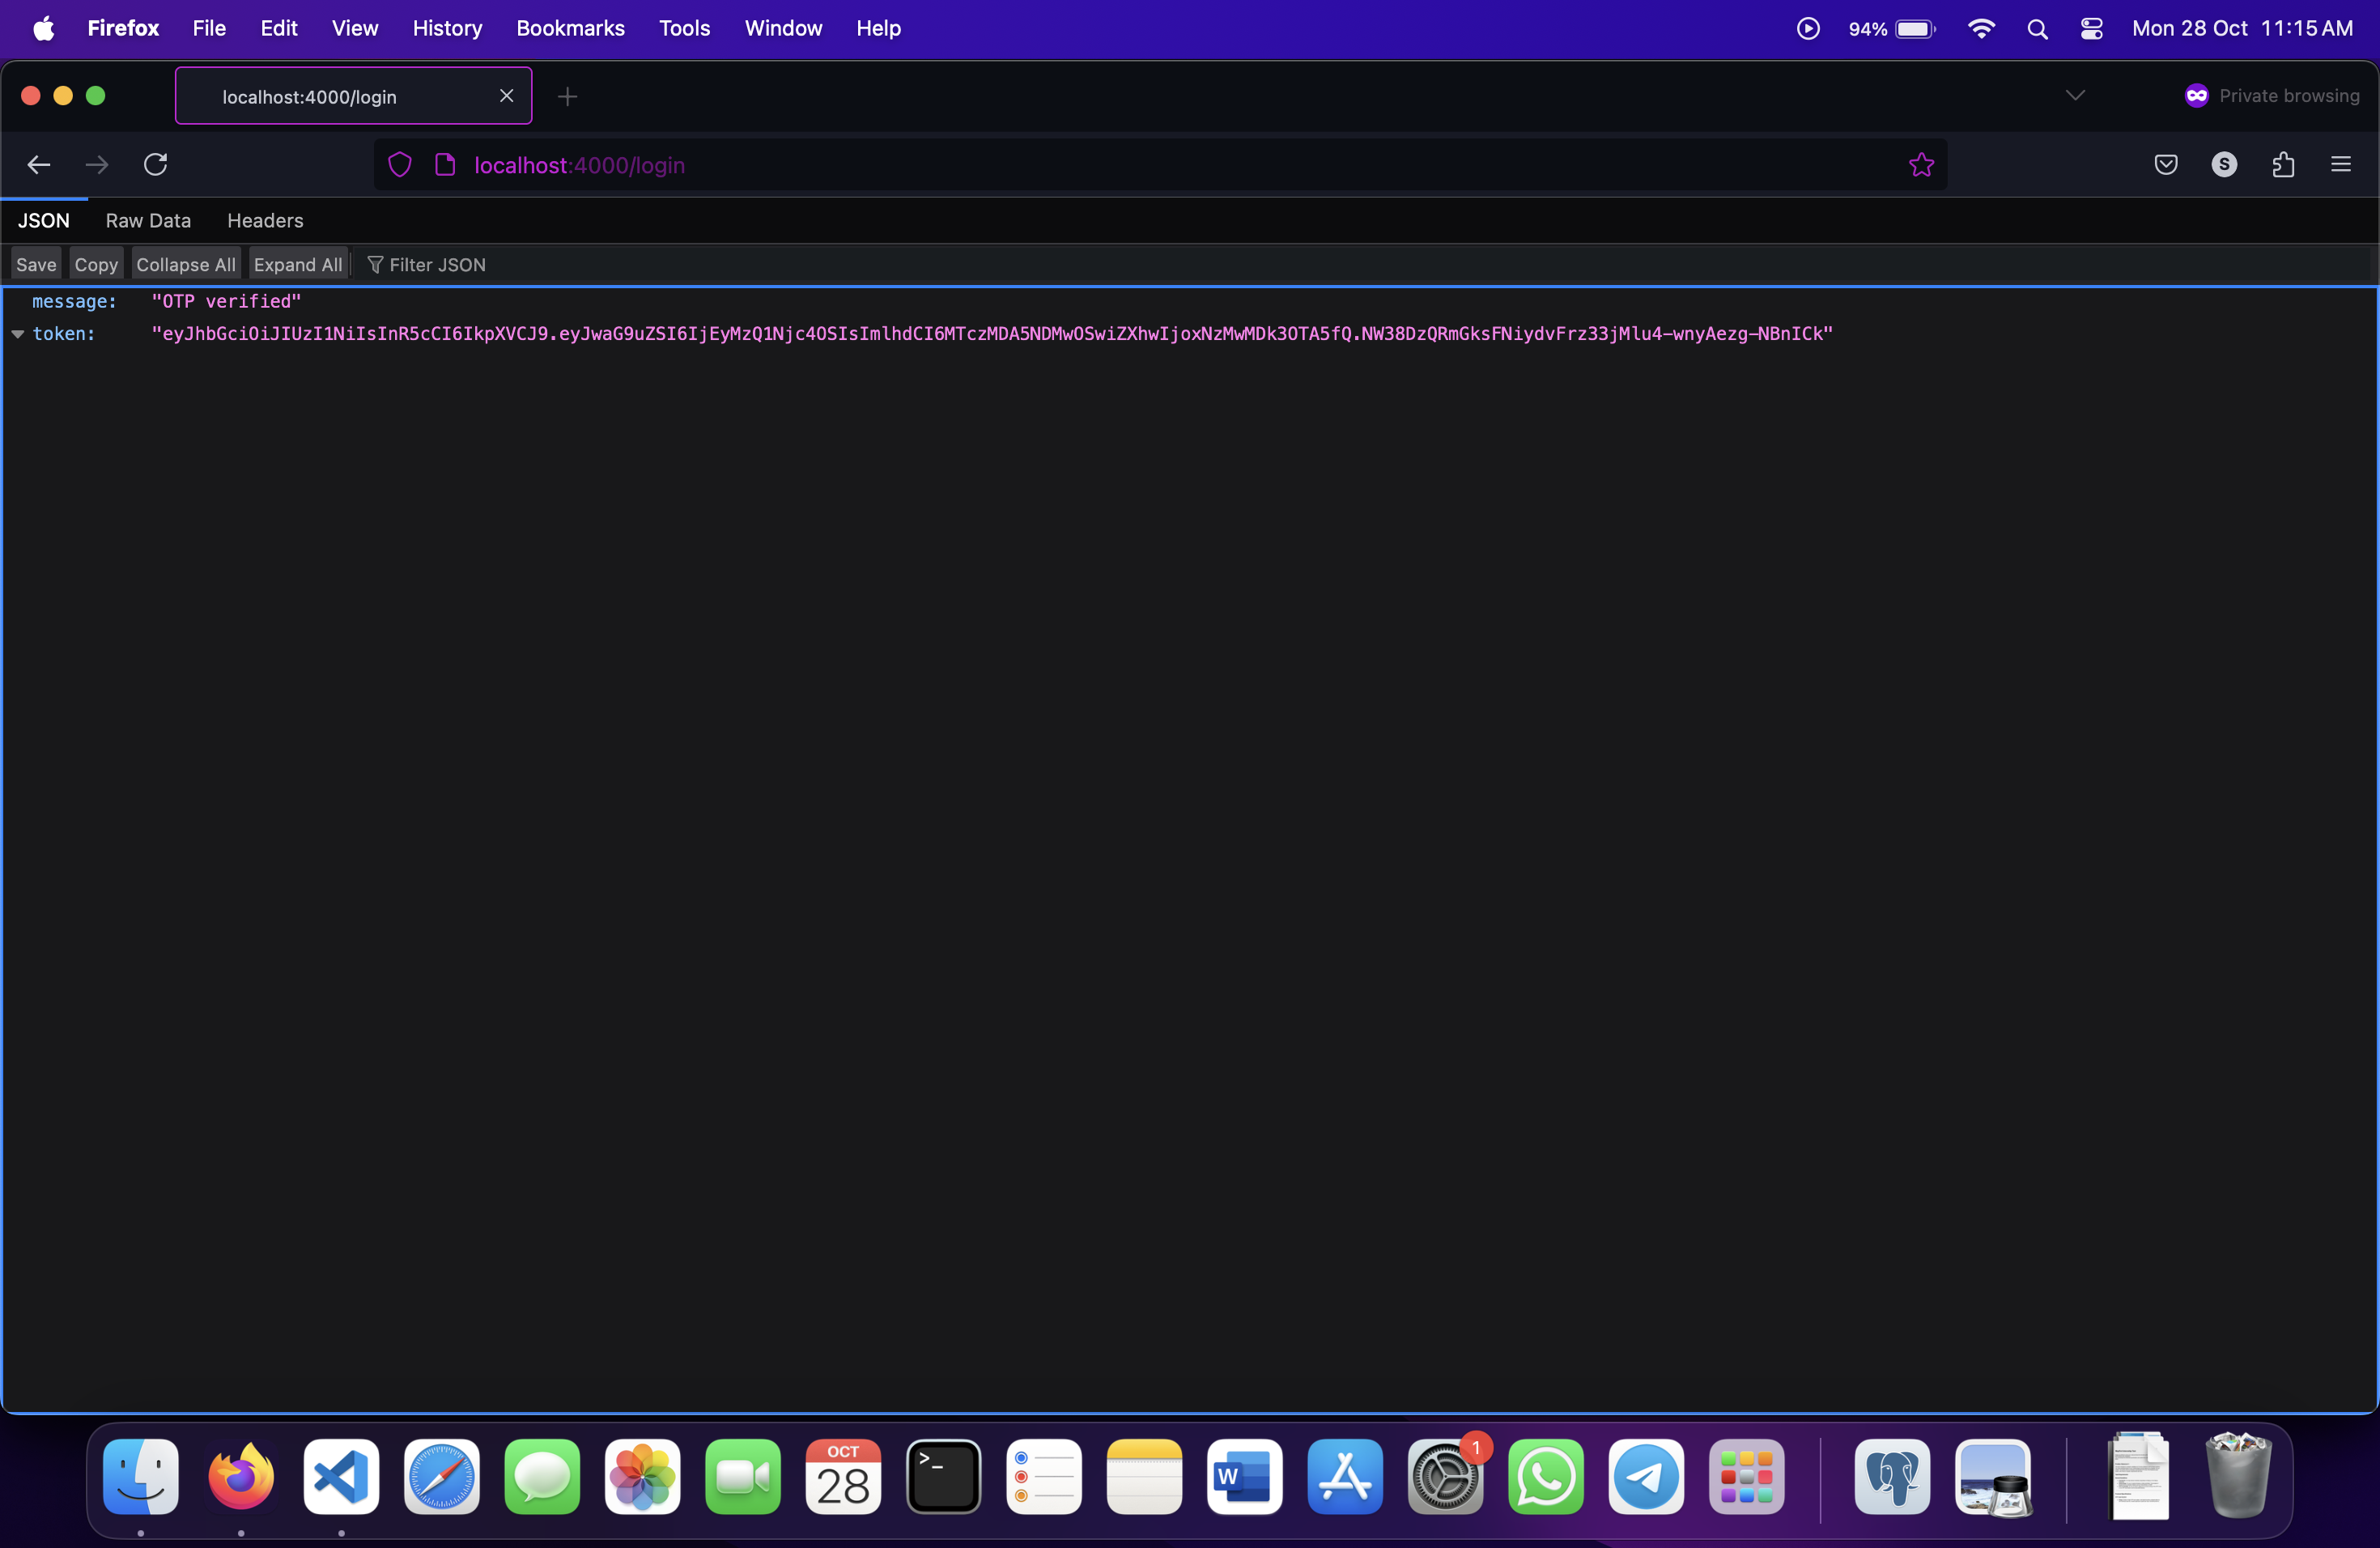 Firefox File Edit View History Bookmarks Tools Window Help 94% Mon 28 Oct 11:15 AM
localhost:4000/login Private browsing
localhost:4000/login S
JSON Raw Data Headers
Save Copy Collapse All Expand All Filter JSON
message: "OTP verified"
token: "eyJhbGciOiJIUzI1NiIsInR5cCI6IkpXVCJ9.eyJwaG9uZSI6IjEyMzQ1Njc4OSIsImlhdCI6MTczMDA5NDMwOSwiZXhwIjoxNzMwMDk3OTA5fQ.NW38DzQRmGksFNiydvFrz33jMlu4-wnyAezg-NBnICk"
OCT 1
28 >_ W